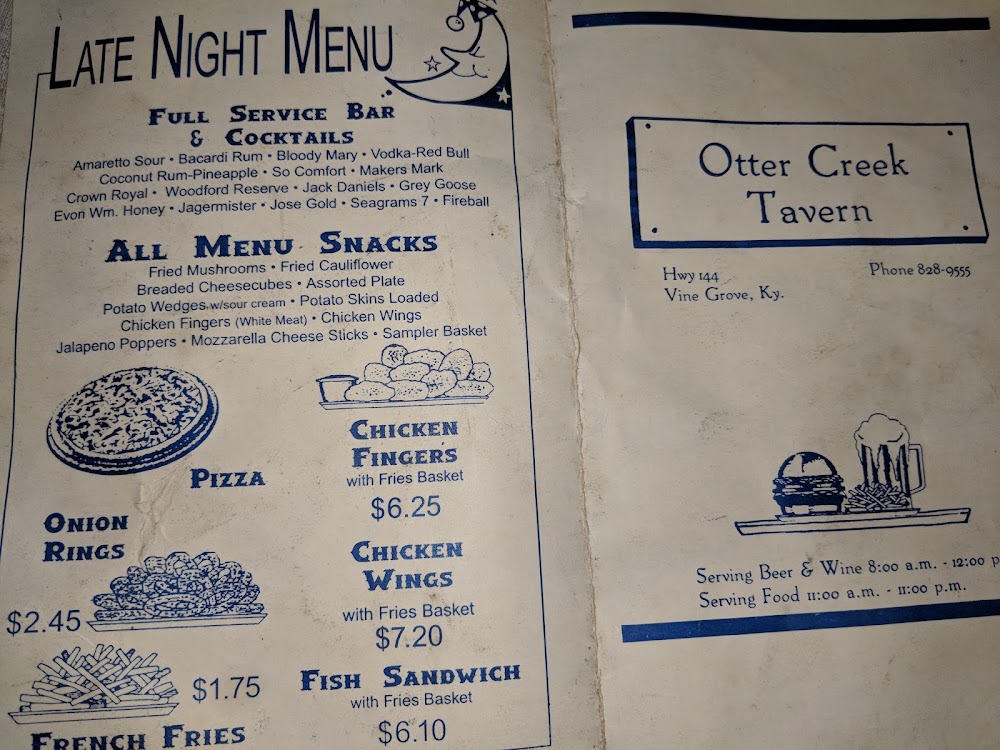 LATE NIGHT MENU
FULL SERVICE BAR
& COCKTAILS
Amaretto Sour • Bacardi Rum • Bloody Mary • Vodka-Red Bull
Coconut Rum-Pineapple • So Comfort • Makers Mark
Crown Royal • Woodford Reserve • Jack Daniels • Grey Goose
Evon Wm. Honey • Jagermister • Jose Gold • Seagrams 7 • Fireball
ALL MENU SNACKS
Fried Mushrooms • Fried Cauliflower
Breaded Cheesecubes • Assorted Plate
Potato Wedges w/sour cream • Potato Skins Loaded
Chicken Fingers (White Meat) • Chicken Wings
Jalapeno Poppers • Mozzarella Cheese Sticks • Sampler Basket
PIZZA
CHICKEN
FINGERS
with Fries Basket
$6.25
ONION
RINGS
$2.45
CHICKEN
WINGS
with Fries Basket
$7.20
$1.75
FRENCH FRIES
FISH SANDWICH
with Fries Basket
$6.10
Otter Creek
Tavern
Hwy 144
Vine Grove, Ky.
Phone 828-9555
Serving Beer & Wine 8:00 a.m. - 12:00 p
Serving Food 11:00 a.m. - 11:00 p.m.